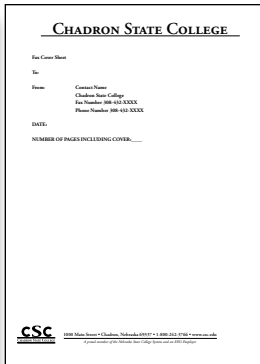 CHADRON STATE COLLEGE
Fax Cover Sheet
To:
From: Contact Name
Chadron State College
Fax Number 308-432-XXXX
Phone Number 308-432-XXXX
DATE:
NUMBER OF PAGES INCLUDING COVER:____
CSC
CHADRON STATE COLLEGE
1000 Main Street • Chadron, Nebraska 69337 • 1-800-242-3766 • www.csc.edu
A proud member of the Nebraska State College System and an EEO Employer